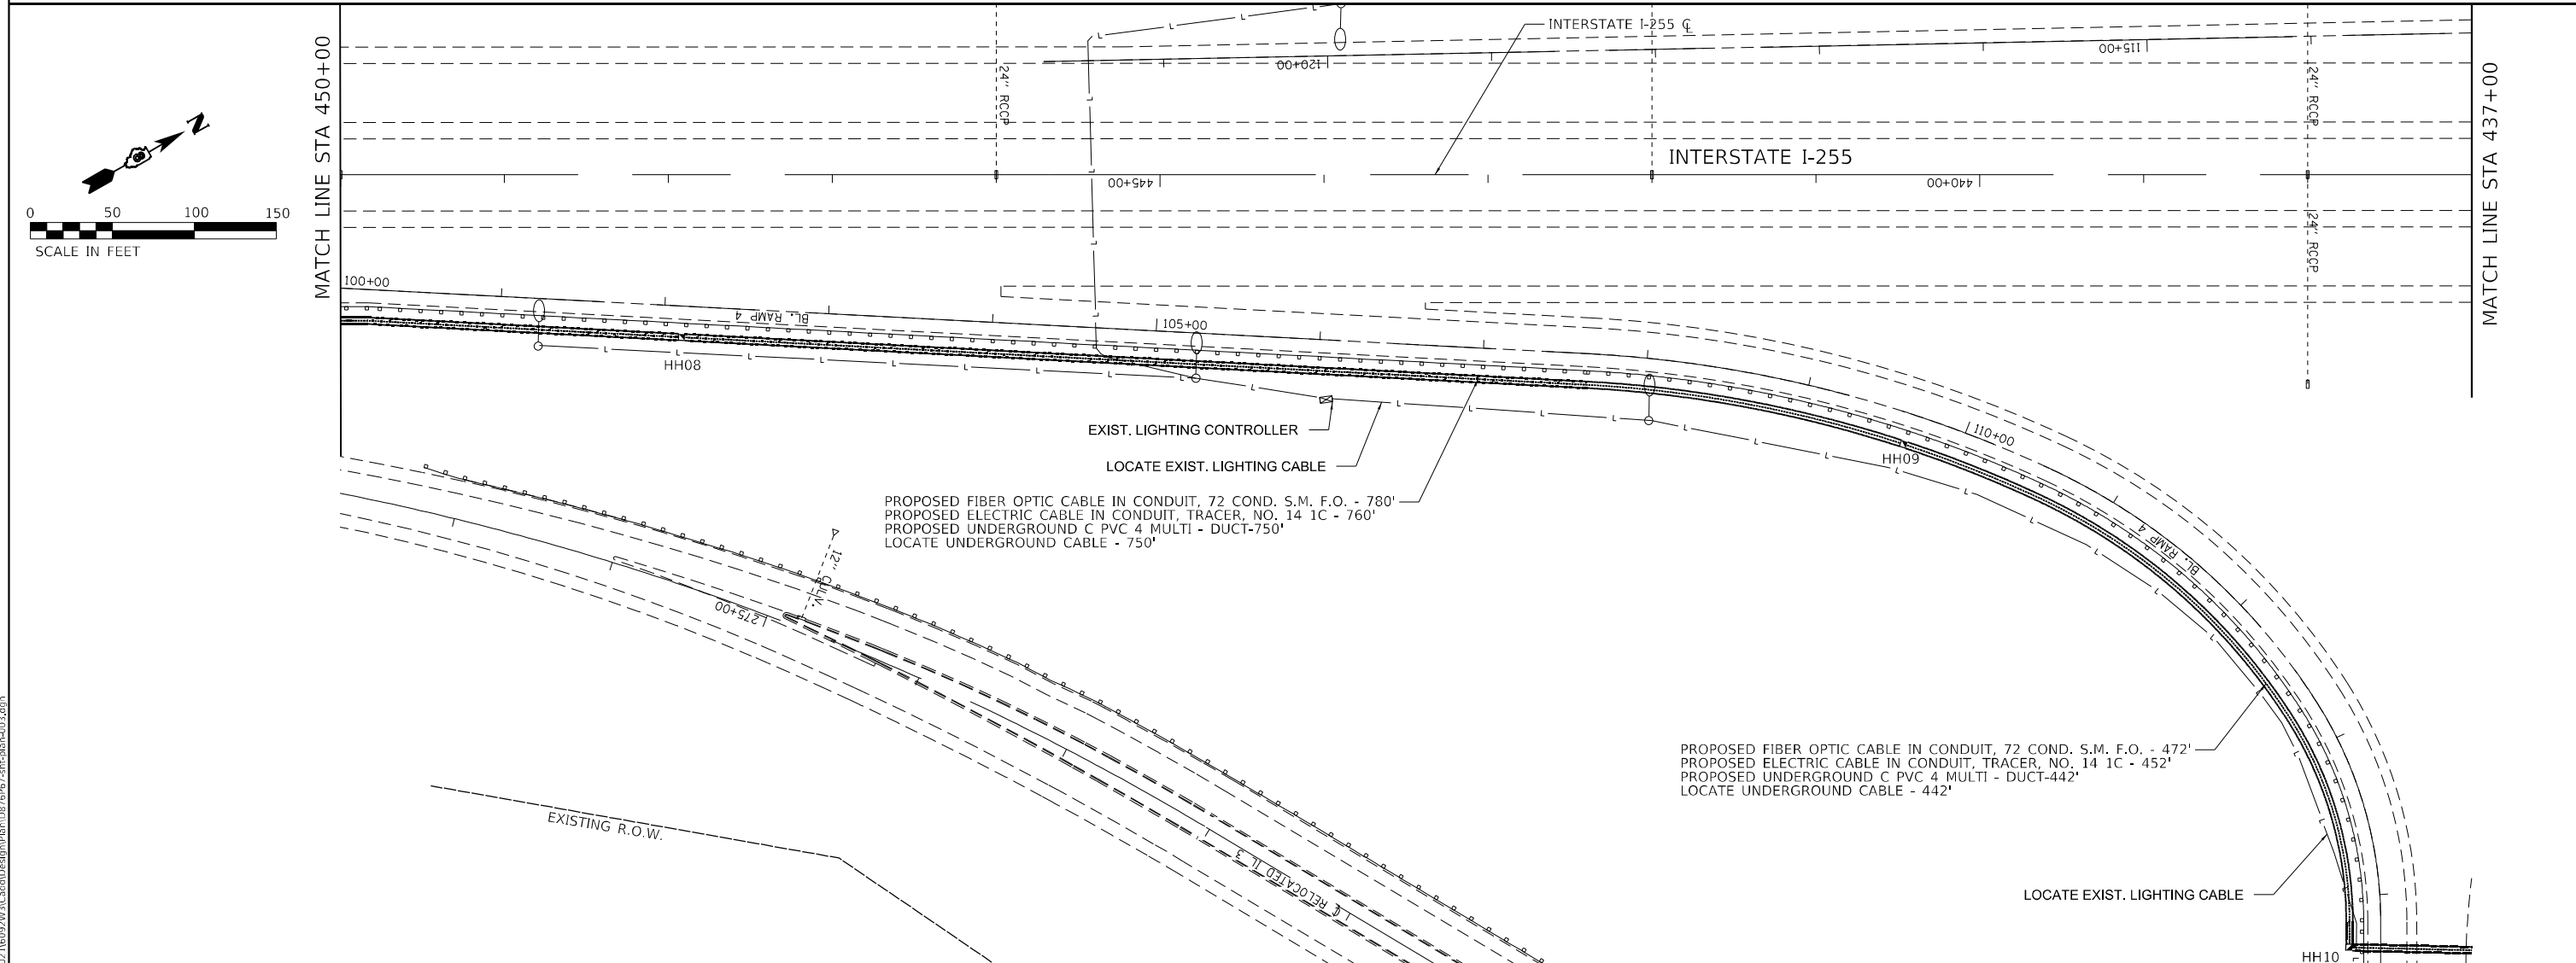 INTERSTATE I-255 ℄
115+00
120+00
MATCH LINE STA 450+00
24" RCCP
24" RCCP
MATCH LINE STA 437+00
N
INTERSTATE I-255
445+00
440+00
0 50 100 150
SCALE IN FEET
24" RCCP
100+00
BL. RAMP 4
105+00
HH08
EXIST. LIGHTING CONTROLLER
110+00
HH09
LOCATE EXIST. LIGHTING CABLE
PROPOSED FIBER OPTIC CABLE IN CONDUIT, 72 COND. S.M. F.O. - 780'
PROPOSED ELECTRIC CABLE IN CONDUIT, TRACER, NO. 14 1C - 760'
PROPOSED UNDERGROUND C PVC 4 MULTI - DUCT-750'
LOCATE UNDERGROUND CABLE - 750'
BL. RAMP 4
12" CULV.
275+00
PROPOSED FIBER OPTIC CABLE IN CONDUIT, 72 COND. S.M. F.O. - 472'
PROPOSED ELECTRIC CABLE IN CONDUIT, TRACER, NO. 14 1C - 452'
PROPOSED UNDERGROUND C PVC 4 MULTI - DUCT-442'
LOCATE UNDERGROUND CABLE - 442'
EXISTING R.O.W.
℄ RELOCATED IL 3
LOCATE EXIST. LIGHTING CABLE
HH10